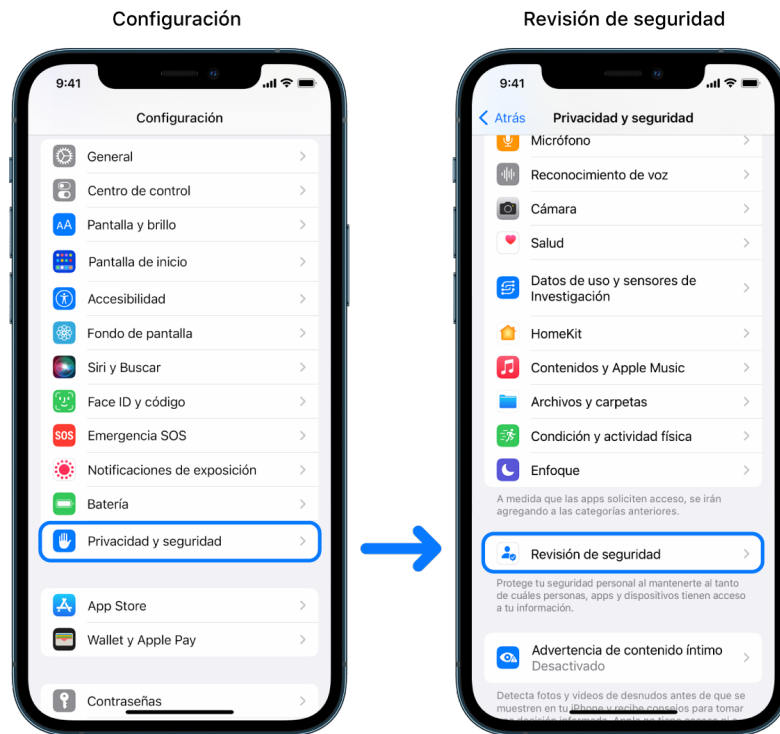 Configuración
9:41
Configuración
General
Centro de control
AA
Pantalla y brillo
Pantalla de inicio
Accesibilidad
Fondo de pantalla
Siri y Buscar
Face ID y código
SOS
Emergencia SOS
Notificaciones de exposición
Batería
Privacidad y seguridad
App Store
Wallet y Apple Pay
Contraseñas
Revisión de seguridad
9:41
Atrás
Privacidad y seguridad
Micrófono
Reconocimiento de voz
Cámara
Salud
Datos de uso y sensores de
Investigación
HomeKit
Contenidos y Apple Music
Archivos y carpetas
Condición y actividad física
Enfoque
A medida que las apps soliciten acceso, se irán
agregando a las categorías anteriores.
Revisión de seguridad
Protege tu seguridad personal al mantenerte al tanto
de cuáles personas, apps y dispositivos tienen acceso
a tu información.
Advertencia de contenido íntimo
Desactivado
Detecta fotos y videos de desnudos antes de que se
muestren en tu iPhone y recibe consejos para tomar